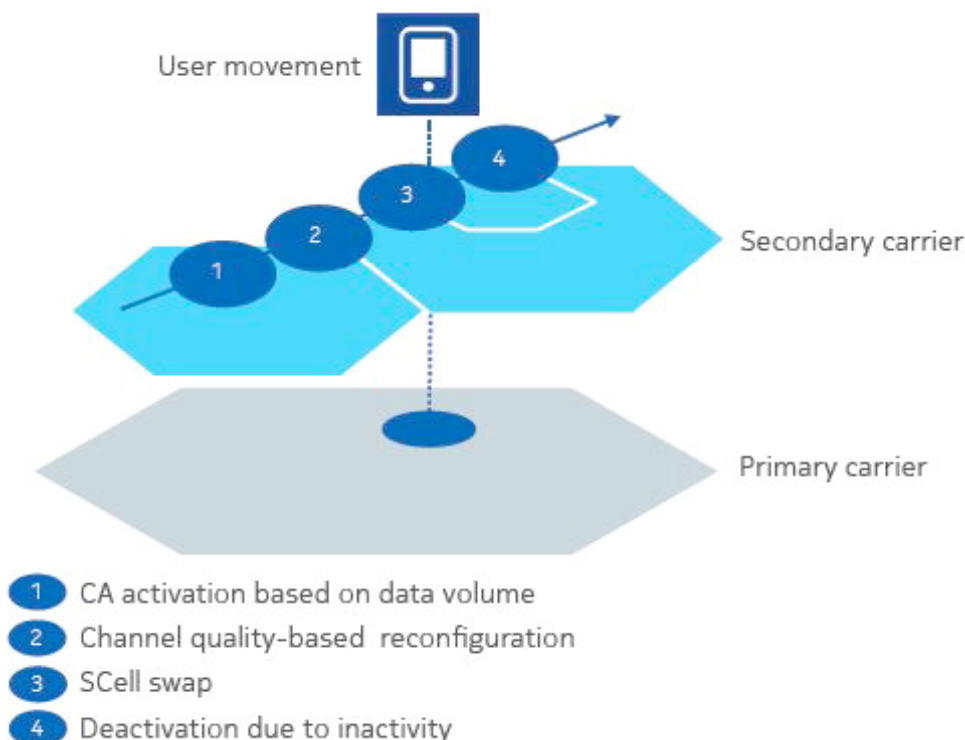 User movement
4
3
2
1
Secondary carrier
Primary carrier
1 CA activation based on data volume
2 Channel quality-based reconfiguration
3 SCell swap
4 Deactivation due to inactivity